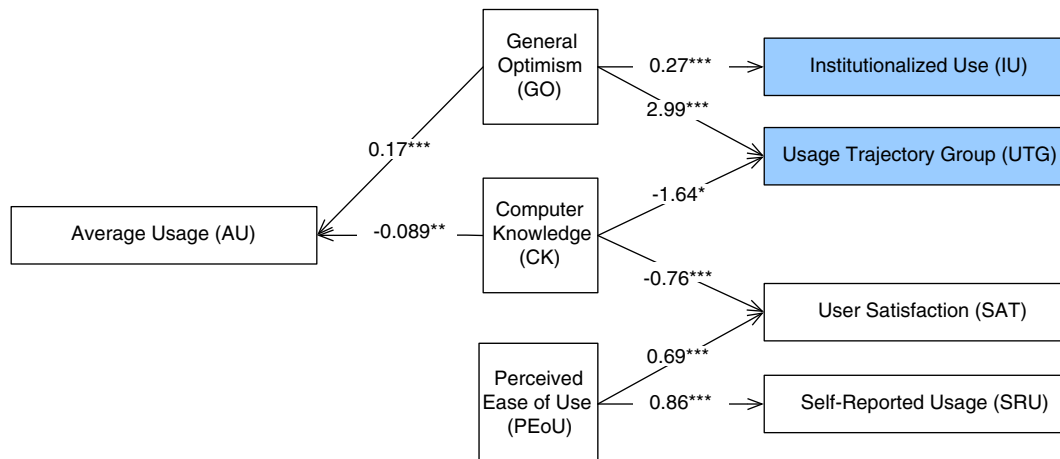 General
Optimism
(GO)
0.27***
Institutionalized Use (IU)
2.99***
Usage Trajectory Group (UTG)
0.17***
-1.64*
Average Usage (AU)
-0.089**
Computer
Knowledge
(CK)
-0.76***
User Satisfaction (SAT)
0.69***
Perceived
Ease of Use
(PEoU)
0.86***
Self-Reported Usage (SRU)